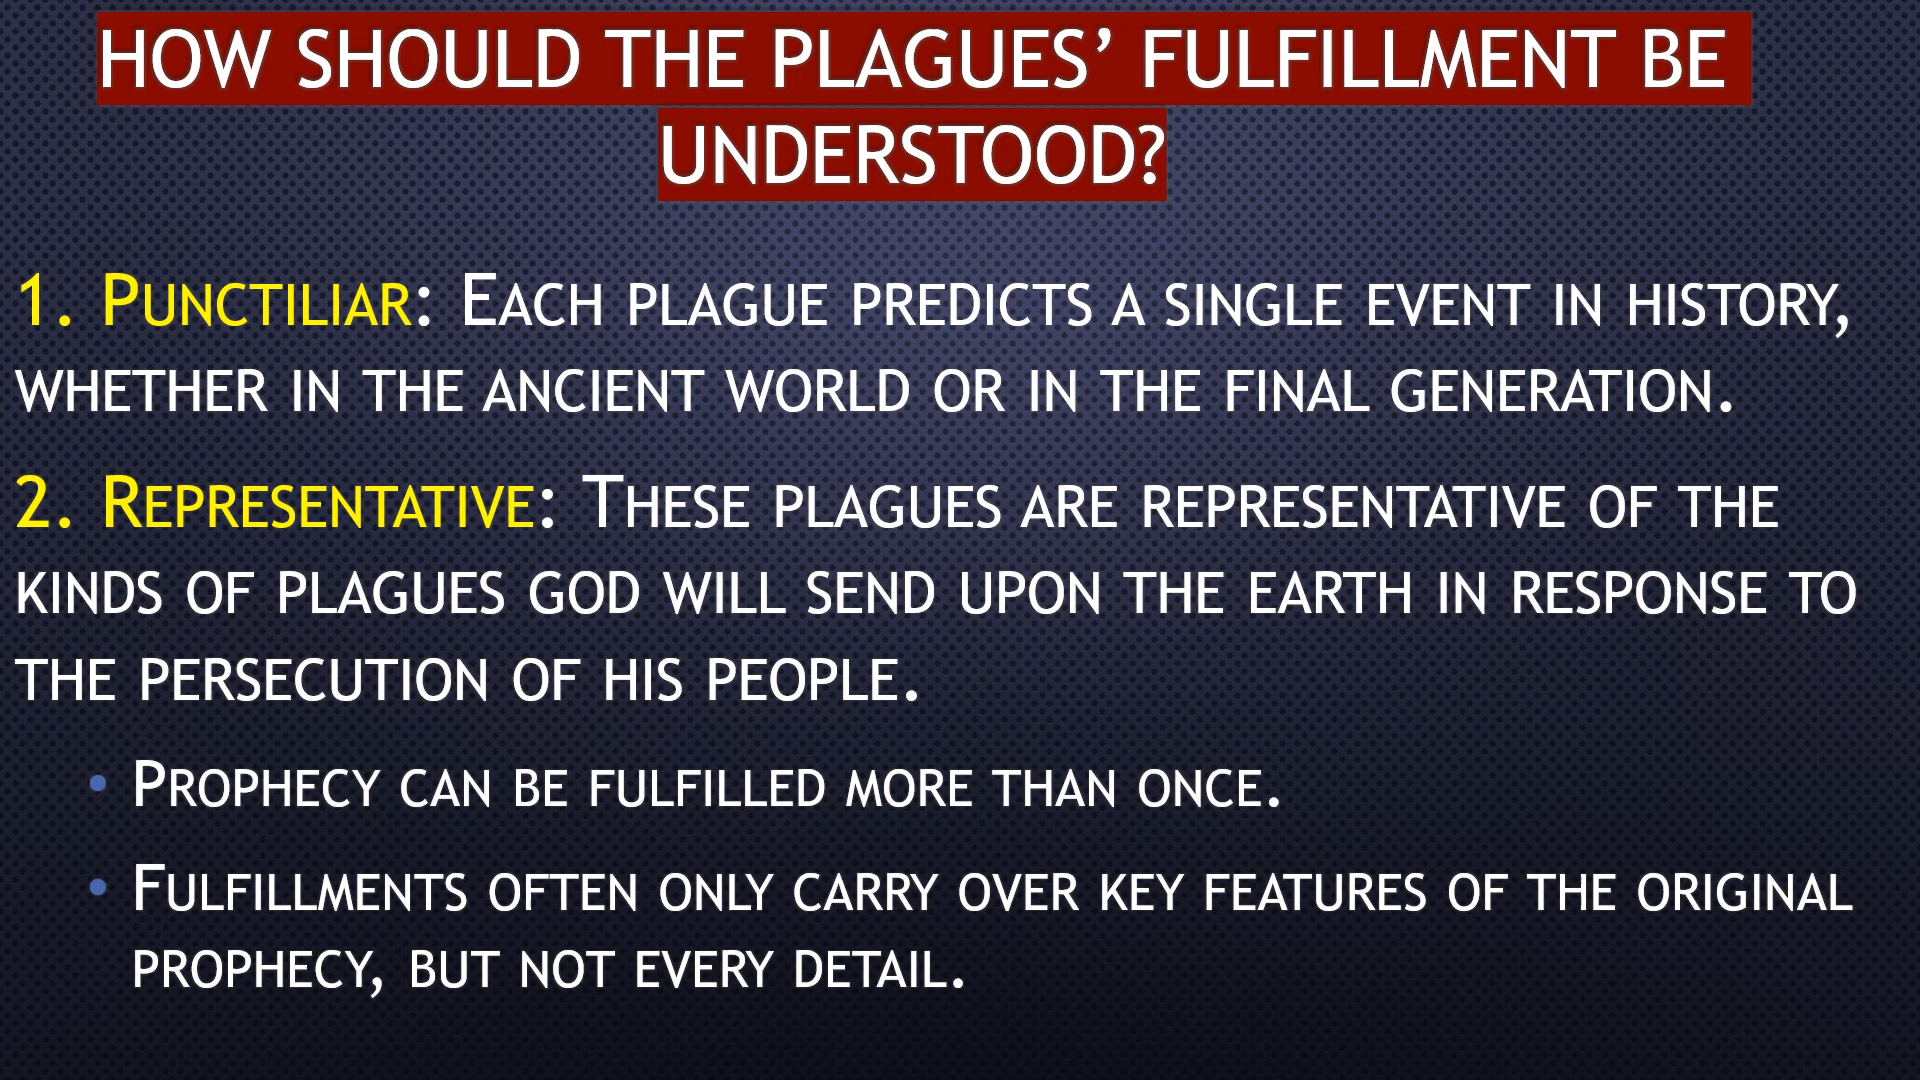 HOW SHOULD THE PLAGUES’ FULFILLMENT BE
UNDERSTOOD?
1. Punctiliar: Each plague predicts a single event in history,
whether in the ancient world or in the final generation.
2. Representative: These plagues are representative of the
kinds of plagues God will send upon the earth in response to
the persecution of his people.
• Prophecy can be fulfilled more than once.
• Fulfillments often only carry over key features of the original
prophecy, but not every detail.